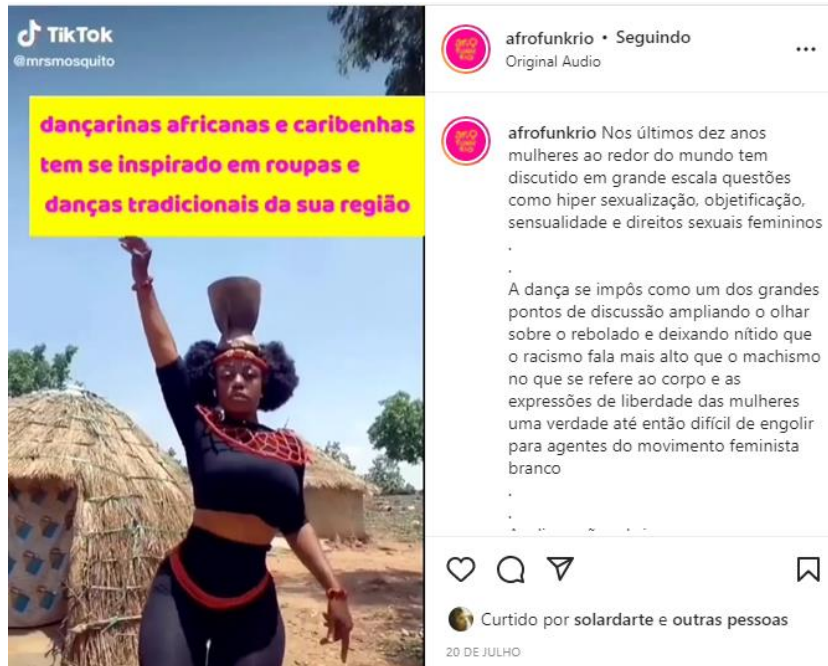 TikTok
@mrsmosquito
dançarinas africanas e caribenhas
tem se inspirado em roupas e
danças tradicionais da sua região
afrofunkrio • Seguindo
Original Audio
afrofunkrio Nos últimos dez anos
mulheres ao redor do mundo tem
discutido em grande escala questões
como hiper sexualização, objetificação,
sensualidade e direitos sexuais femininos
.
.
A dança se impôs como um dos grandes
pontos de discussão ampliando o olhar
sobre o rebolado e deixando nítido que
o racismo fala mais alto que o machismo
no que se refere ao corpo e as
expressões de liberdade das mulheres
uma verdade até então difícil de engolir
para agentes do movimento feminista
branco
.
.
Curtido por solardarte e outras pessoas
20 DE JULHO